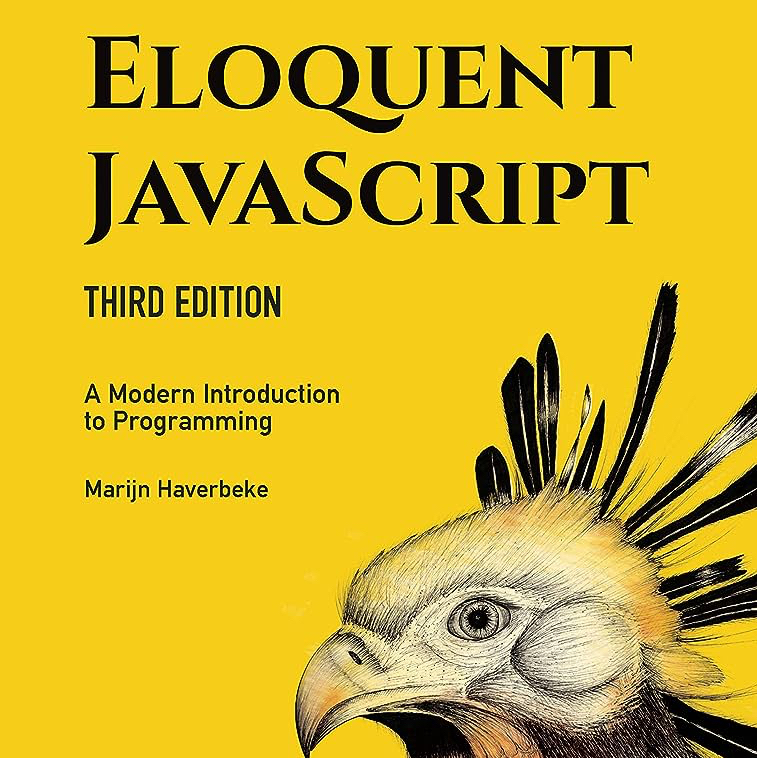 ELOQUENT
JAVASCRIPT
THIRD EDITION
A Modern Introduction
to Programming
Marijn Haverbeke